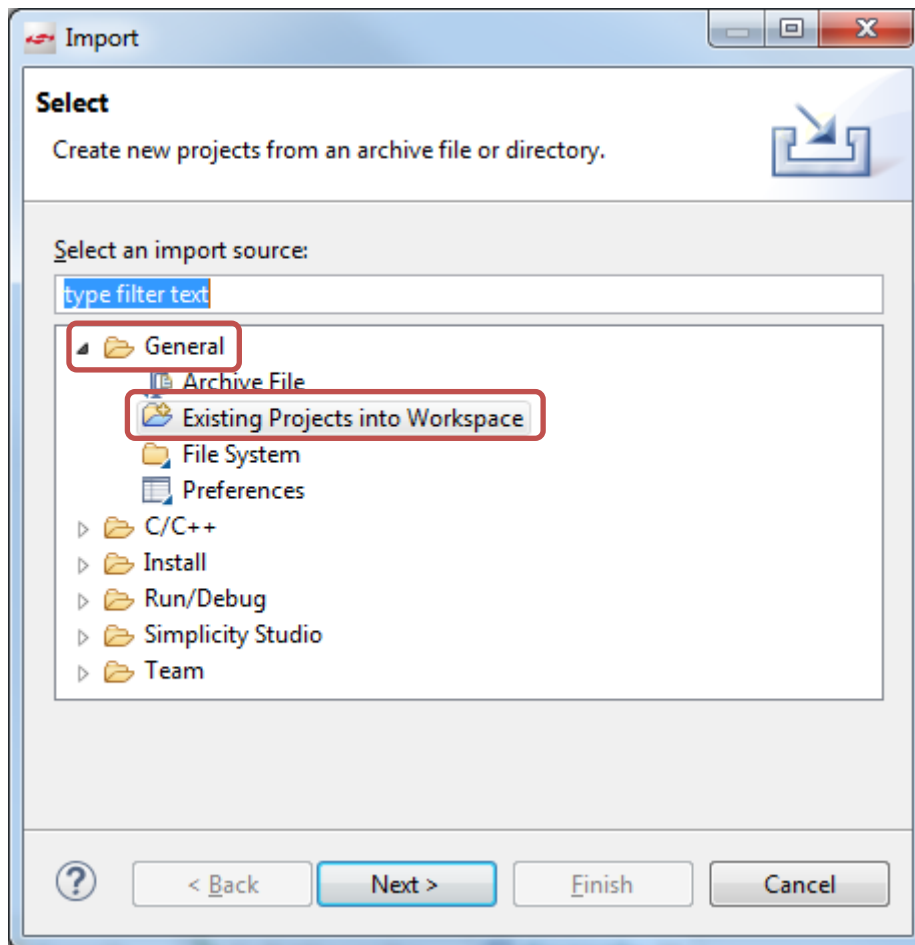 Import
Select
Create new projects from an archive file or directory.
Select an import source:
type filter text
General
Archive File
Existing Projects into Workspace
File System
Preferences
C/C++
Install
Run/Debug
Simplicity Studio
Team
? < Back Next > Finish Cancel